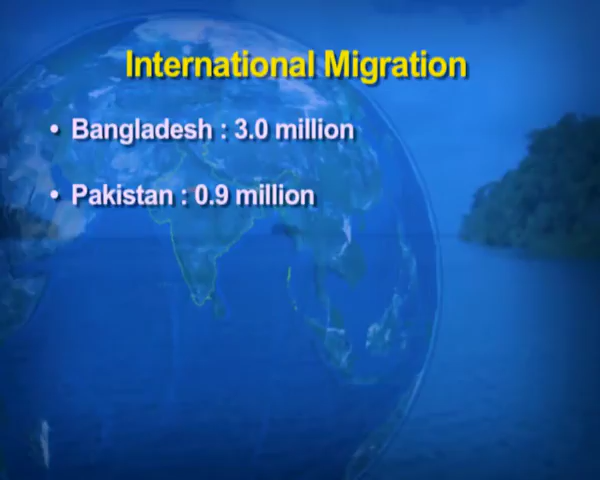 International Migration
• Bangladesh : 3.0 million
• Pakistan : 0.9 million